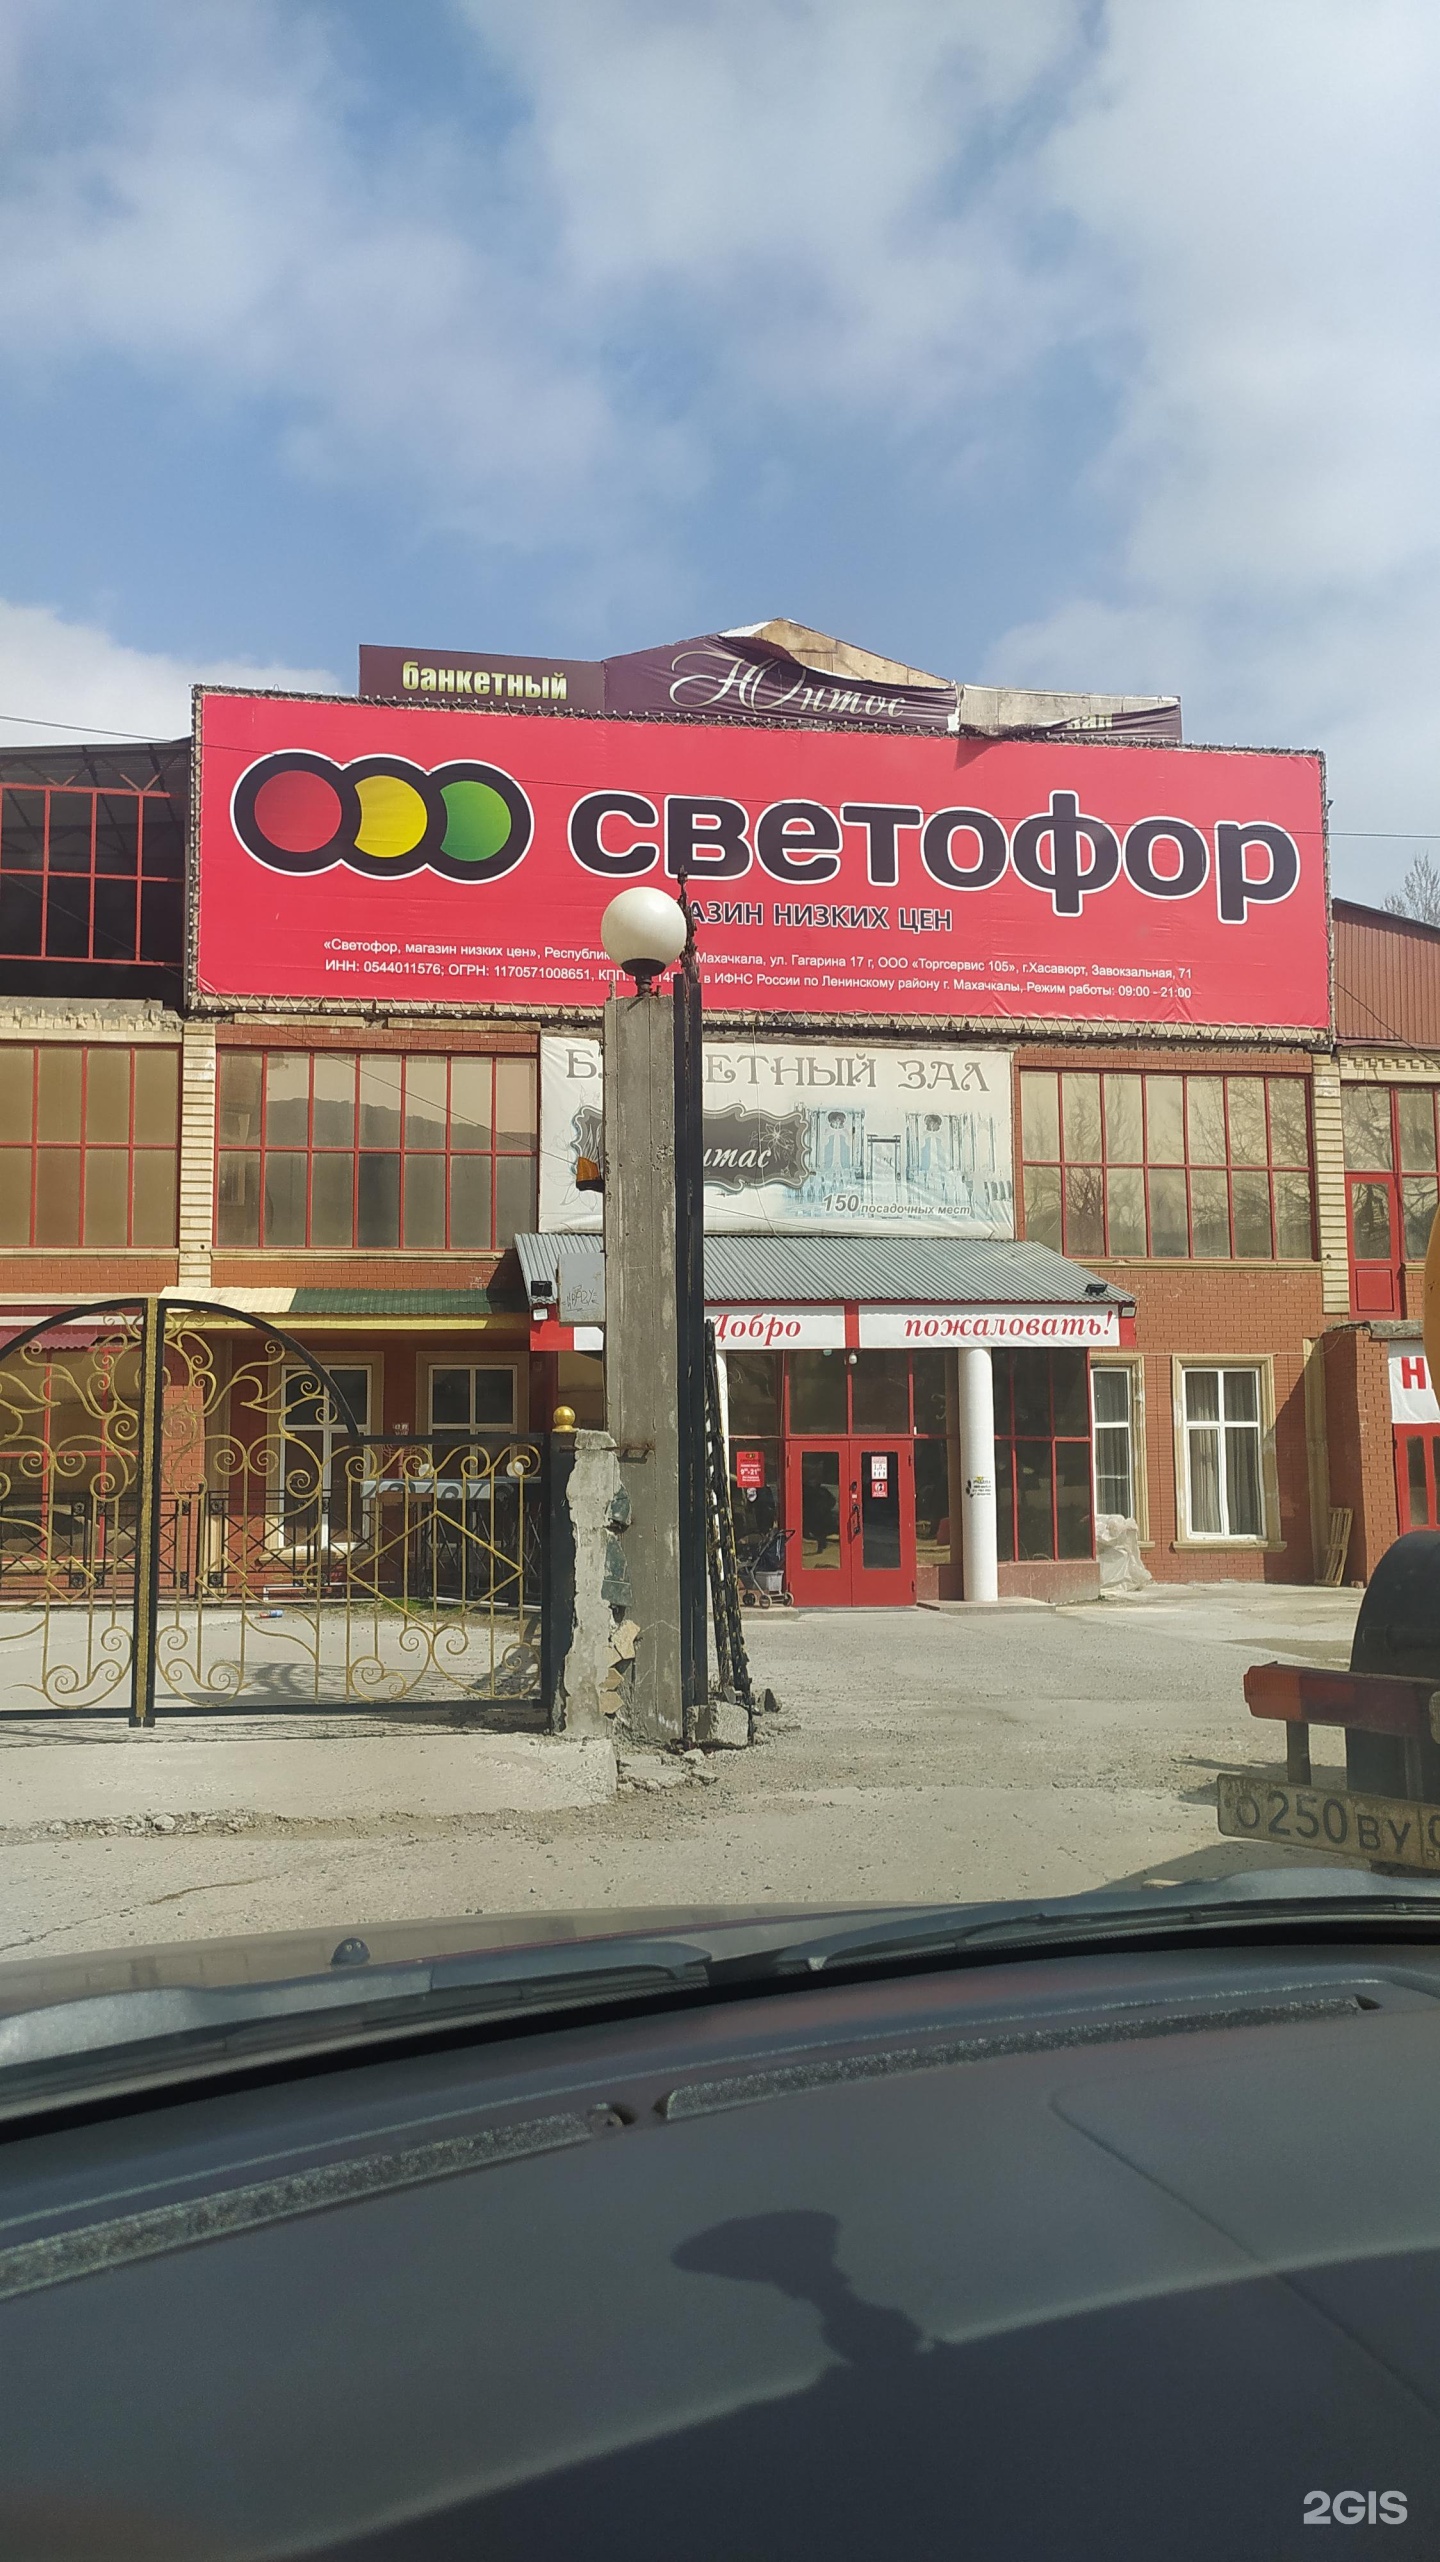 банкетный
Юнтос
светофор
АЗИН НИЗКИХ ЦЕН
«Светофор, магазин низких цен», Республик Махачкала, ул. Гагарина 17 г, ООО «Торгсервис 105», г.Хасавюрт, Завокзальная, 71
ИНН: 0544011576; ОГРН: 1170571008651, КПП: в ИФНС России по Ленинскому району г. Махачкалы, Режим работы: 09:00 - 21:00
ЕТНЫЙ ЗАЛ
150 посадочных мест
Добро пожаловать!
Н
О250ВУ
2GIS